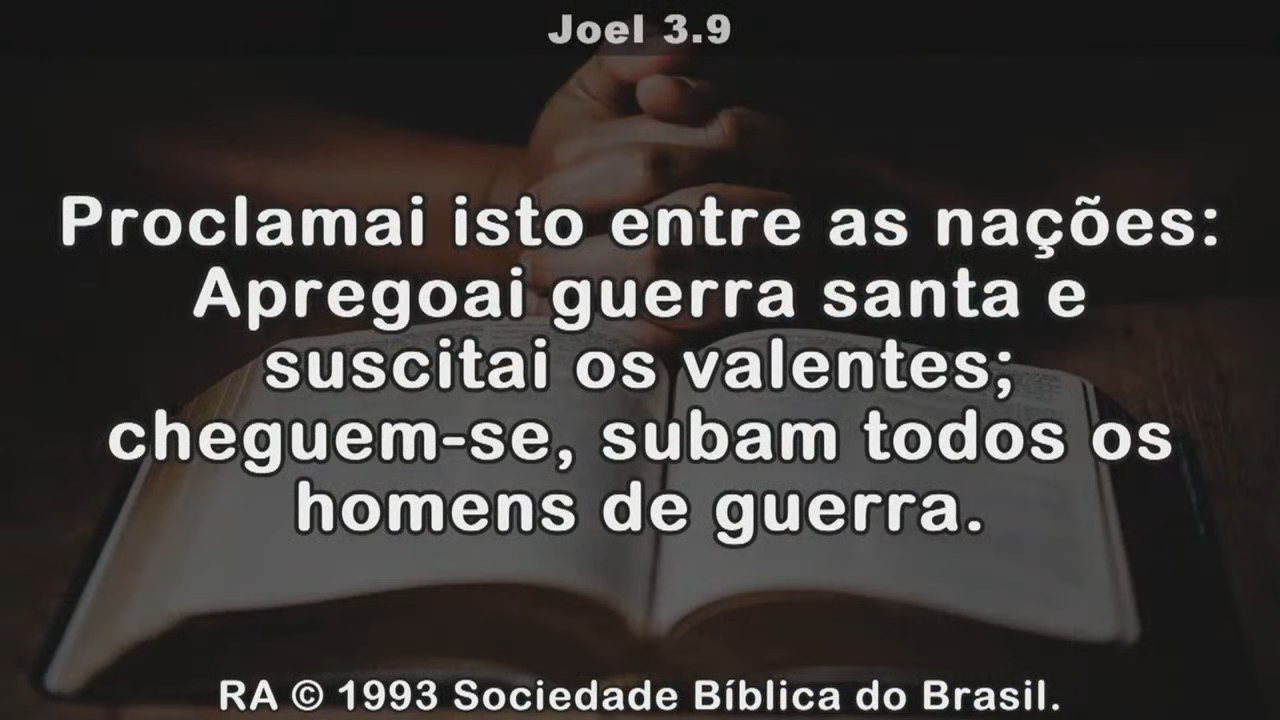 Joel 3.9
Proclamai isto entre as nações:
Apregoai guerra santa e
suscitai os valentes;
cheguem-se, subam todos os
homens de guerra.
RA © 1993 Sociedade Bíblica do Brasil.